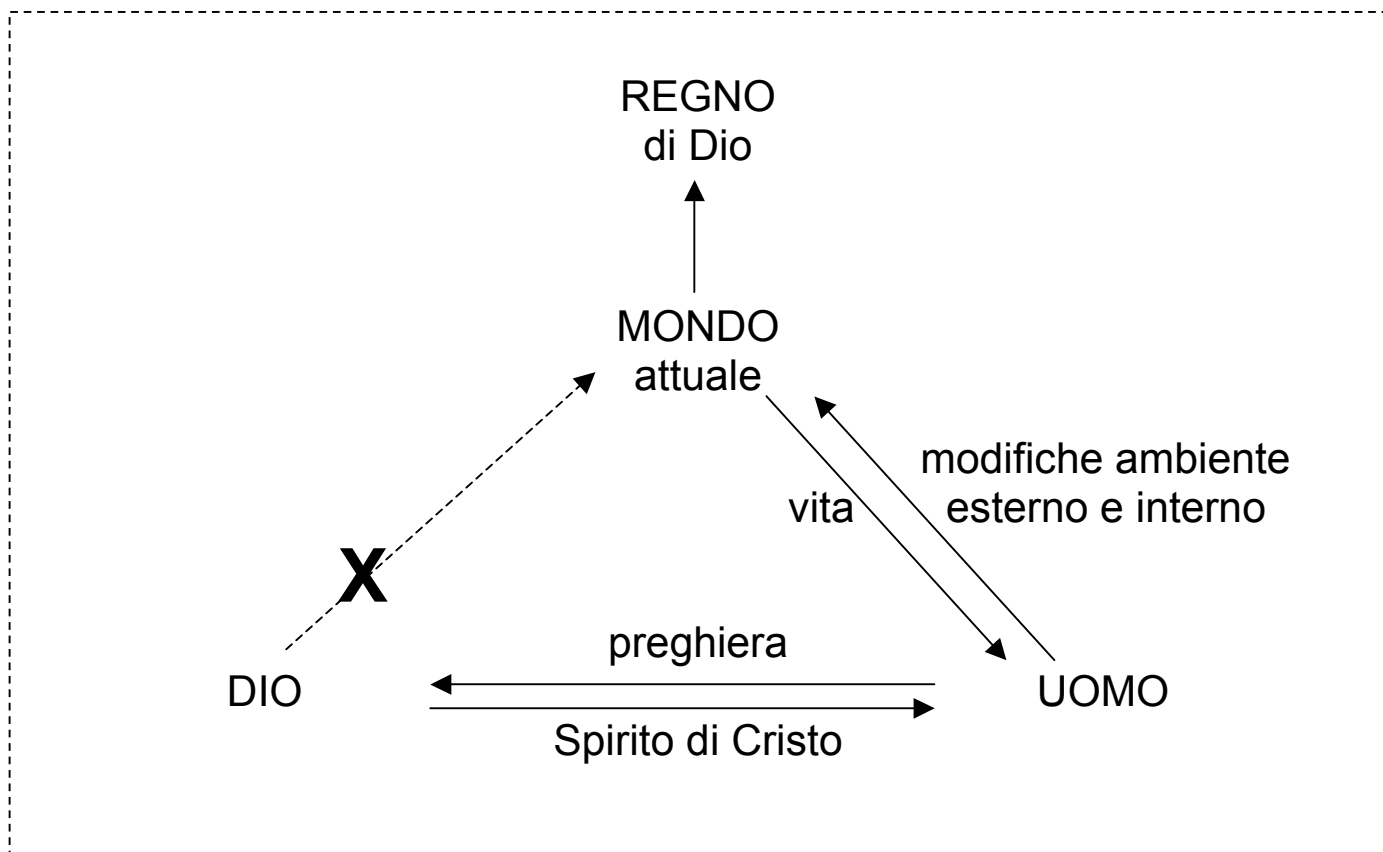 REGNO
di Dio
MONDO
attuale
modifiche ambiente
esterno e interno
vita
X
preghiera
DIO
UOMO
Spirito di Cristo